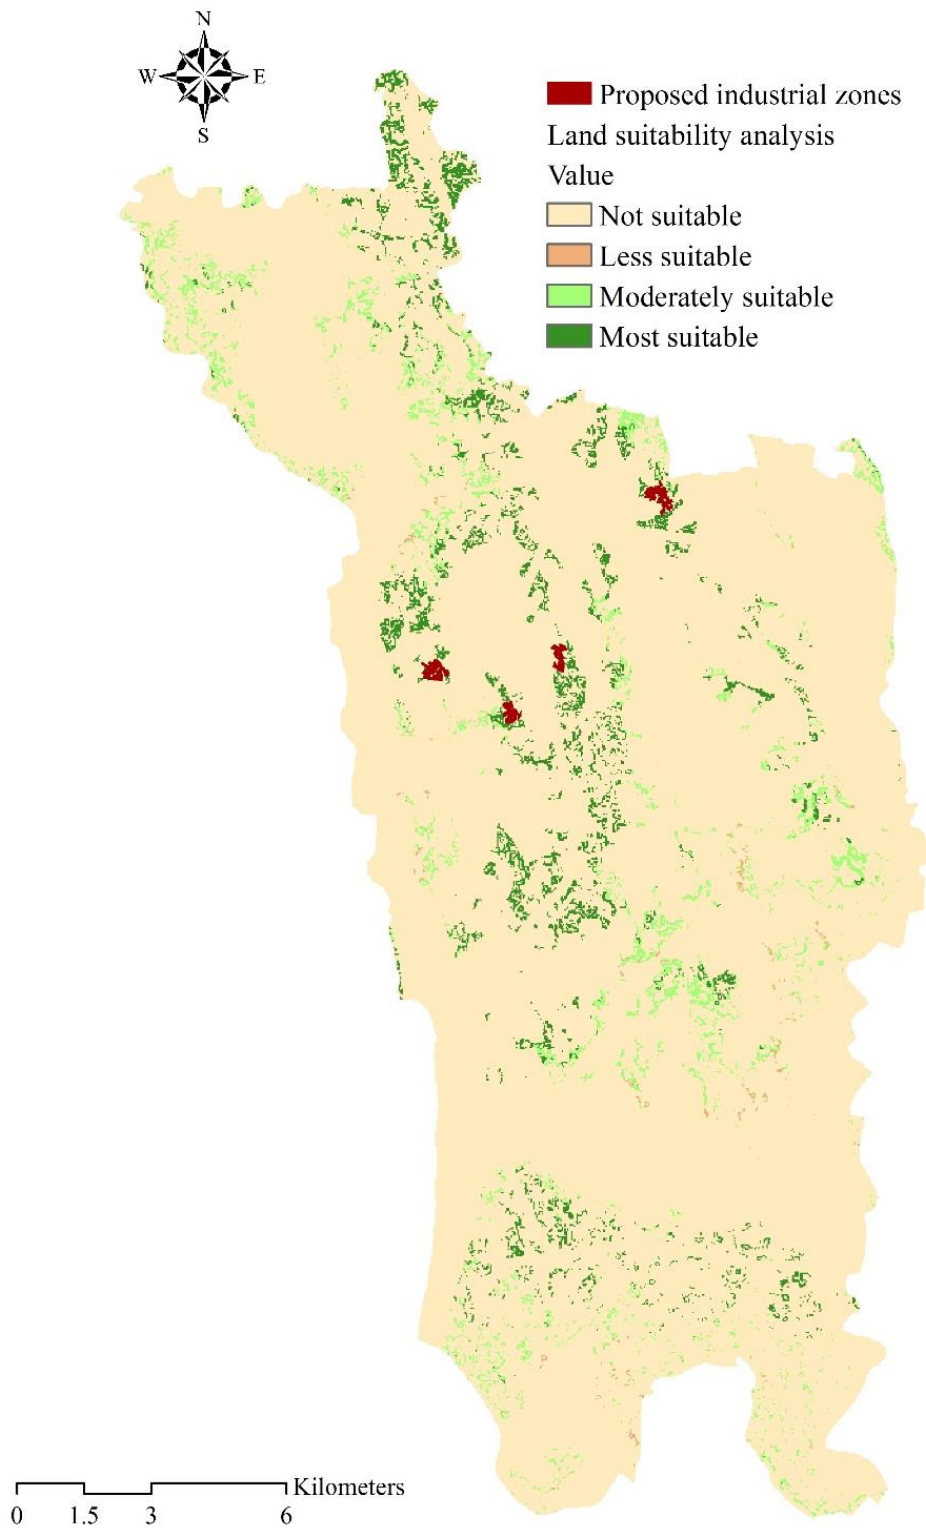 N
W E
S
Proposed industrial zones
Land suitability analysis
Value
Not suitable
Less suitable
Moderately suitable
Most suitable
Kilometers
0 1.5 3 6